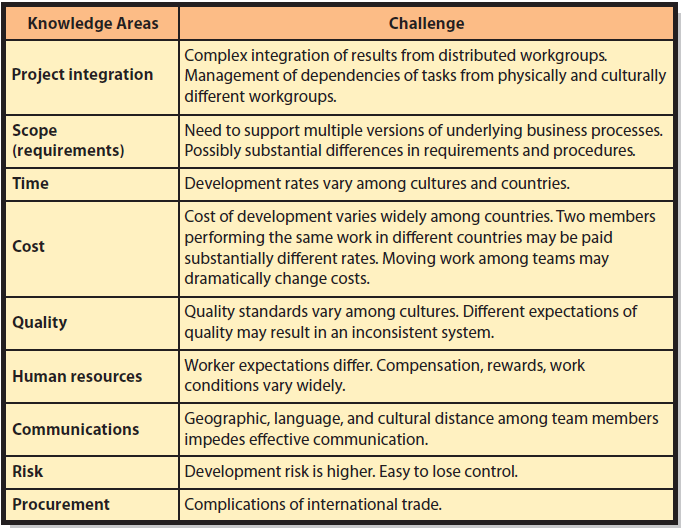 Knowledge Areas Challenge
Project integration
Complex integration of results from distributed workgroups.
Management of dependencies of tasks from physically and culturally
different workgroups.
Scope
(requirements)
Need to support multiple versions of underlying business processes.
Possibly substantial differences in requirements and procedures.
Time
Development rates vary among cultures and countries.
Cost
Cost of development varies widely among countries. Two members
performing the same work in different countries may be paid
substantially different rates. Moving work among teams may
dramatically change costs.
Quality
Quality standards vary among cultures. Different expectations of
quality may result in an inconsistent system.
Human resources
Worker expectations differ. Compensation, rewards, work
conditions vary widely.
Communications
Geographic, language, and cultural distance among team members
impedes effective communication.
Risk
Development risk is higher. Easy to lose control.
Procurement
Complications of international trade.